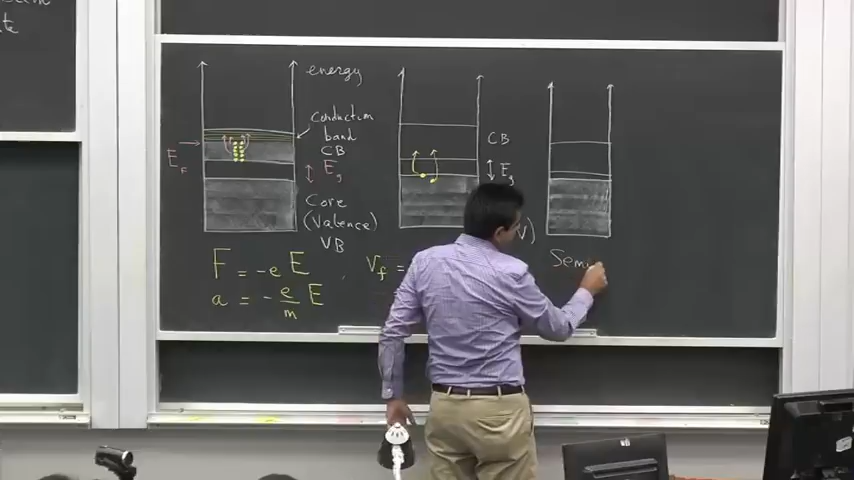 energy
Conduction
band
CB
E_F
E_g
Core
(Valence)
VB
CB
E_g
V)
Semi
F = -e E , v_f =
a = - e/m E